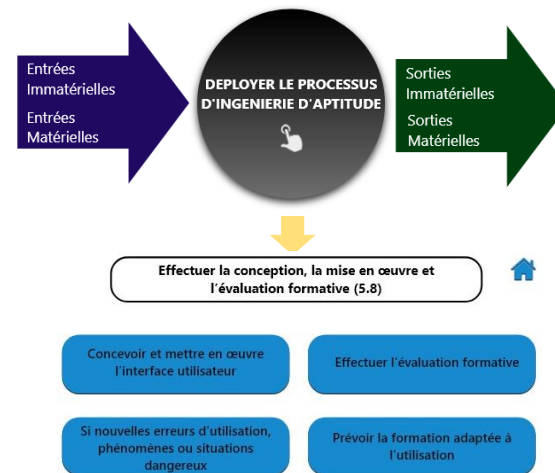 Entrées
Immatérielles
Entrées
Matérielles
DEPLOYER LE PROCESSUS
D'INGENIERIE D'APTITUDE
Sorties
Immatérielles
Sorties
Matérielles
Effectuer la conception, la mise en œuvre et
l'évaluation formative (5.8)
Concevoir et mettre en œuvre
l'interface utilisateur
Effectuer l'évaluation formative
Si nouvelles erreurs d'utilisation,
phénomènes ou situations
dangereux
Prévoir la formation adaptée à
l'utilisation